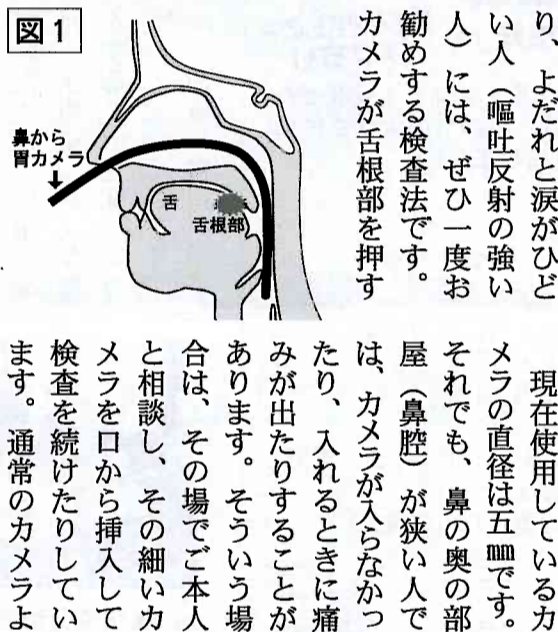 り、よだれと涙がひど
い人（嘔吐反射の強い
人）には、ぜひ一度お
勧めする検査法です。
カメラが舌根部を押す
図1
鼻から
胃カメラ
舌
舌根部
現在使用しているカ
メラの直径は五㎜です。
それでも、鼻の奥の部
屋（鼻腔）が狭い人で
は、カメラが入らなかっ
たり、入れるときに痛
みが出たりすることが
あります。そういう場
合は、その場でご本人
と相談し、その細いカ
メラを口から挿入して
検査を続けたりしてい
ます。通常のカメラよ